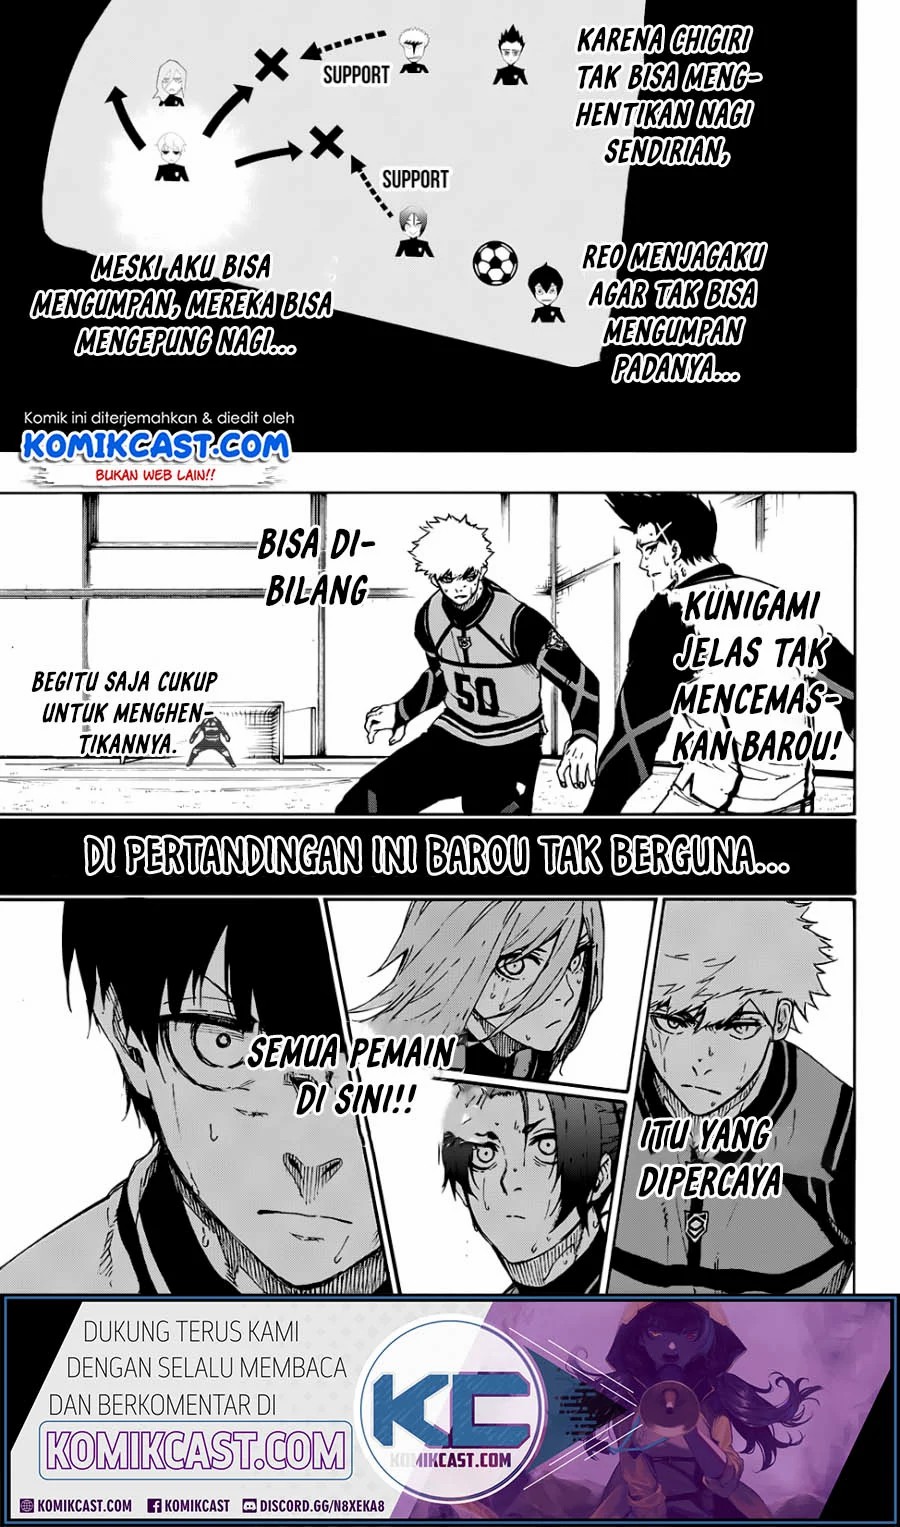 KARENA CHIGIRI
TAK BISA MENG-
HENTIKAN NAGI
SENDIRIAN,
SUPPORT
SUPPORT
REO MENJAGAKU
AGAR TAK BISA
MENGUMPAN
PADANYA...
MESKI AKU BISA
MENGUMPAN, MEREKA BISA
MENGEPUNG NAGI...
Komik ini diterjemahkan & diedit oleh
KOMIKCAST.COM
BUKAN WEB LAIN!!
KUNIGAMI
JELAS TAK
MENCEMAS-
KAN BAROU!
BISA DI-
BILANG
50
BEGITU SAJA CUKUP
UNTUK MENGHEN-
TIKANNYA.
DI PERTANDINGAN INI BAROU TAK BERGUNA...
ITU YANG
DIPERCAYA
SEMUA PEMAIN
DI SINI!!
DUKUNG TERUS KAMI
DENGAN SELALU MEMBACA
DAN BERKOMENTAR DI
KOMIKCAST.COM
KC
KOMIKCAST.COM
KOMIKCAST.COM
KOMIKCAST
DISCORD.GG/N8XEKA8